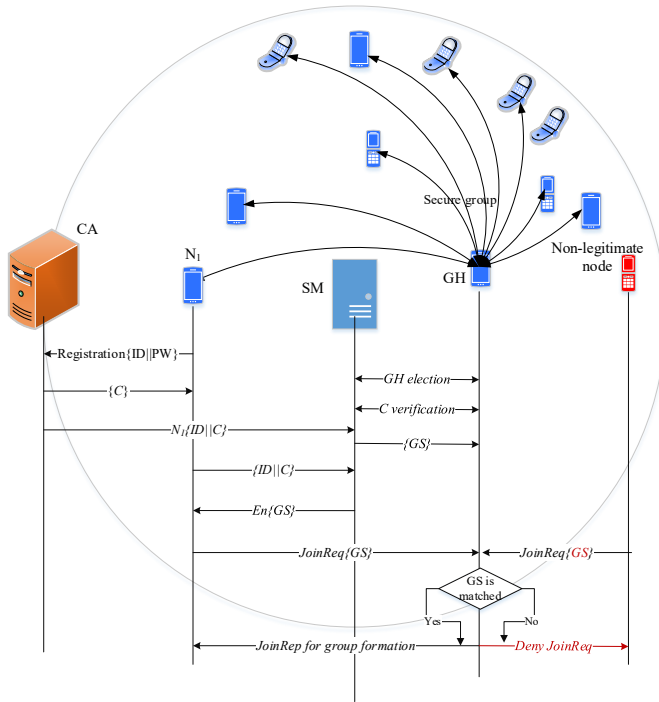 Secure group
CA
N1
SM
GH
Non-legitimate
node
Registration{ID||PW}
{C}
GH election
C verification
N1{ID||C}
{GS}
{ID||C}
En{GS}
JoinReq{GS}
JoinReq{GS}
GS is
matched
Yes
No
JoinRep for group formation
Deny JoinReq